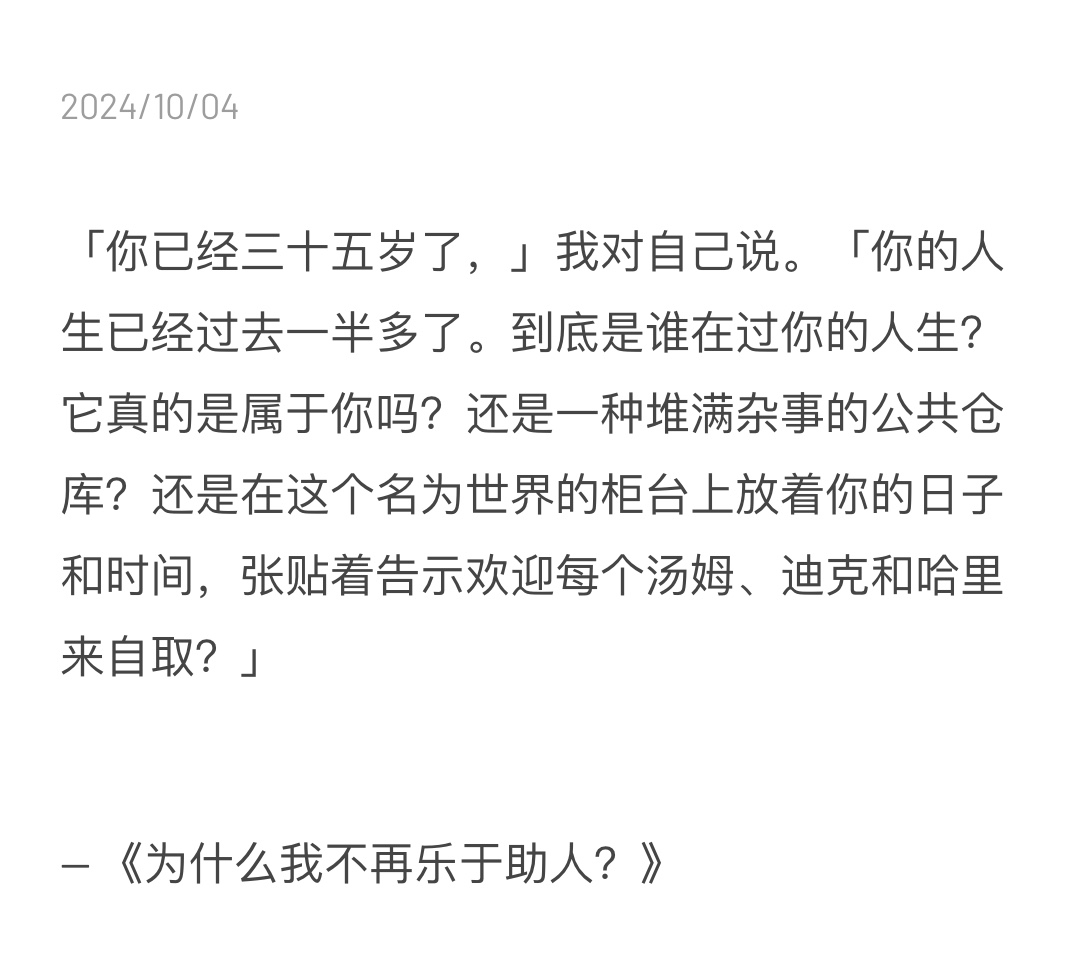 2024/10/04
「你已经三十五岁了，」我对自己说。「你的人
生已经过去一半多了。到底是谁在过你的人生？
它真的是属于你吗？还是一种堆满杂事的公共仓
库？还是在这个名为世界的柜台上放着你的日子
和时间，张贴着告示欢迎每个汤姆、迪克和哈里
来自取？」
– 《为什么我不再乐于助人？》